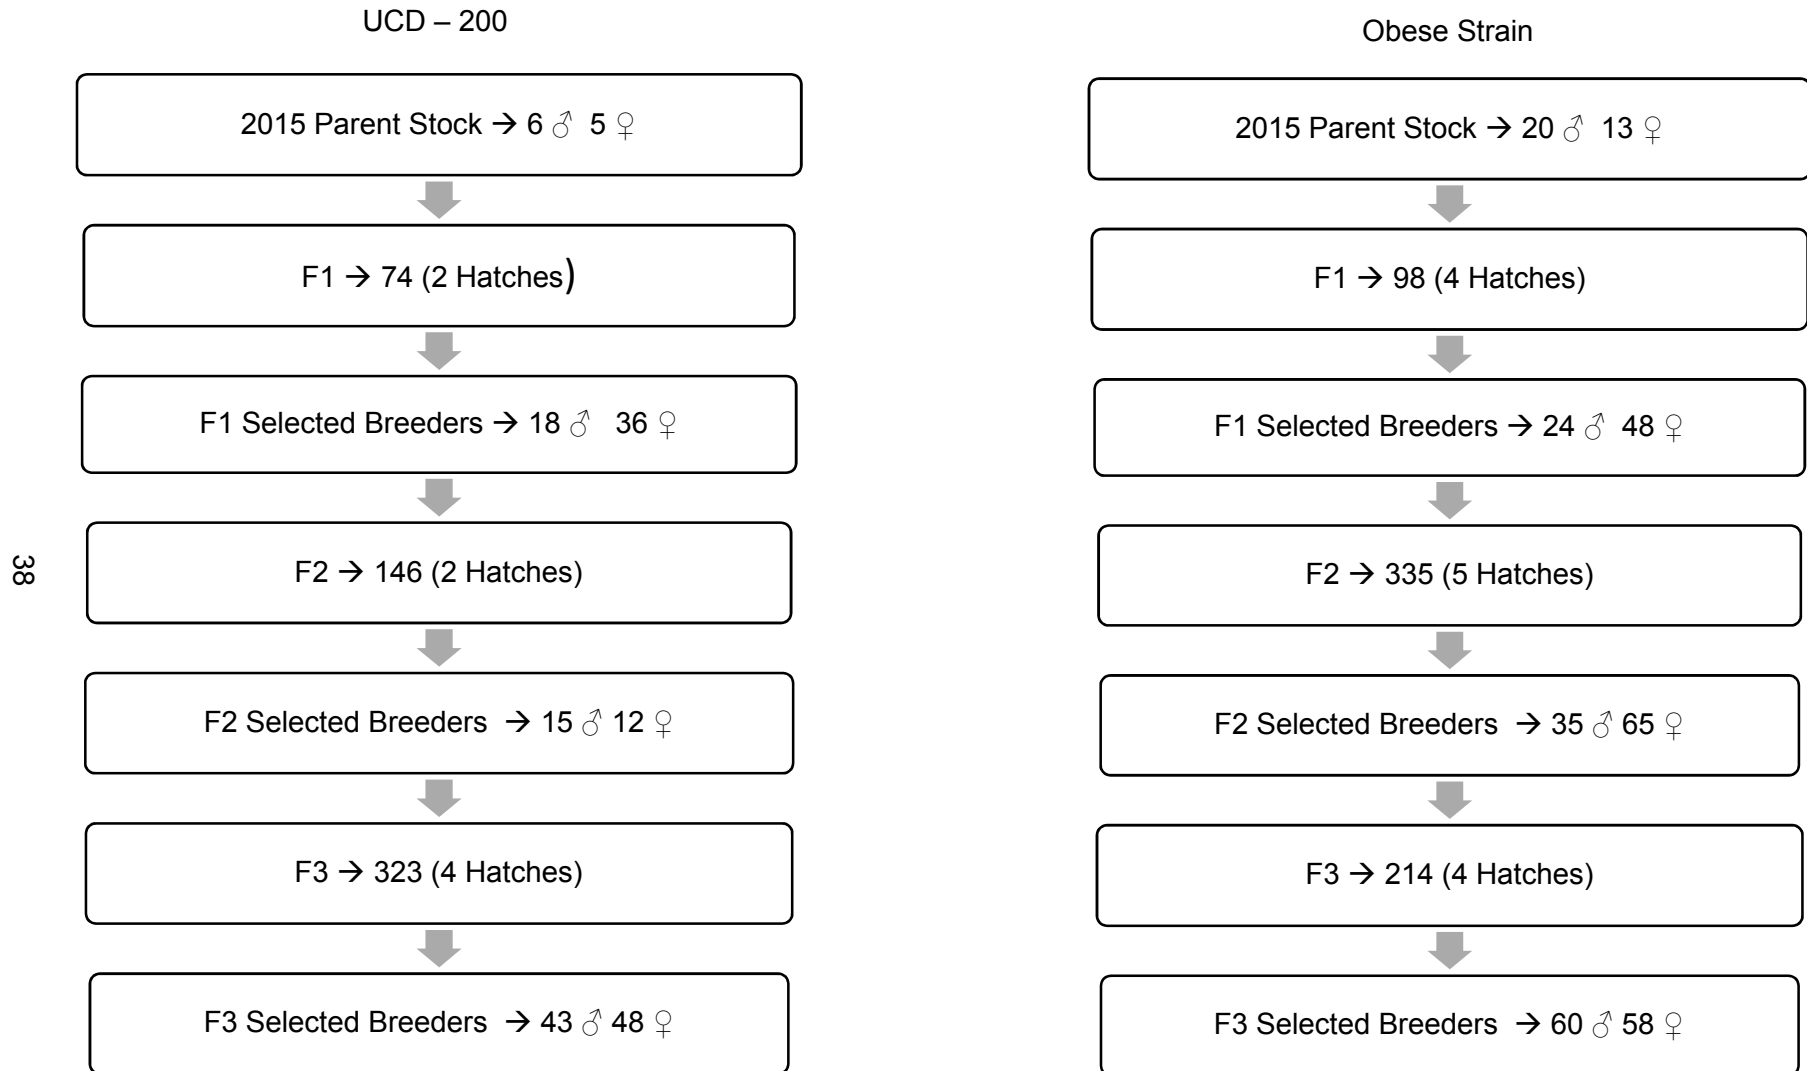 UCD – 200
2015 Parent Stock → 6 ♂ 5 ♀
F1 → 74 (2 Hatches)
F1 Selected Breeders → 18 ♂ 36 ♀
F2 → 146 (2 Hatches)
F2 Selected Breeders → 15 ♂ 12 ♀
F3 → 323 (4 Hatches)
F3 Selected Breeders → 43 ♂ 48 ♀
Obese Strain
2015 Parent Stock → 20 ♂ 13 ♀
F1 → 98 (4 Hatches)
F1 Selected Breeders → 24 ♂ 48 ♀
F2 → 335 (5 Hatches)
F2 Selected Breeders → 35 ♂ 65 ♀
F3 → 214 (4 Hatches)
F3 Selected Breeders → 60 ♂ 58 ♀
38